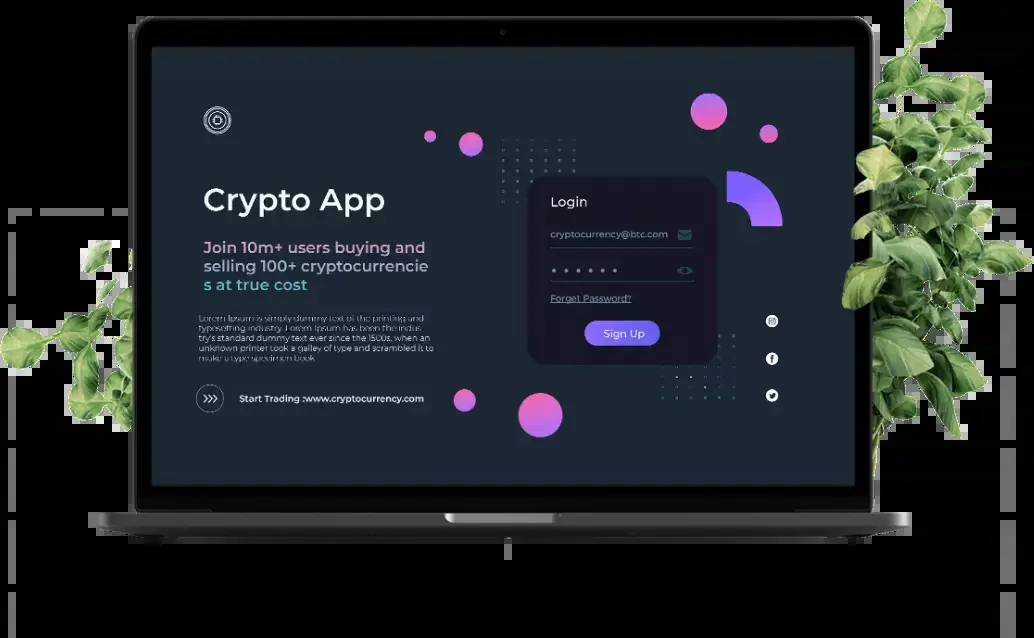 Crypto App
Join 10m+ users buying and
selling 100+ cryptocurrencie
s at true cost
Lorem Ipsum is simply dummy text of the printing and
typesetting industry. Lorem Ipsum has been the indus
try's standard dummy text ever since the 1500s, when an
unknown printer took a galley of type and scrambled it to
make a type specimen book
Start Trading :www.cryptocurrency.com
Login
cryptocurrency@btc.com
Forget Password?
Sign Up